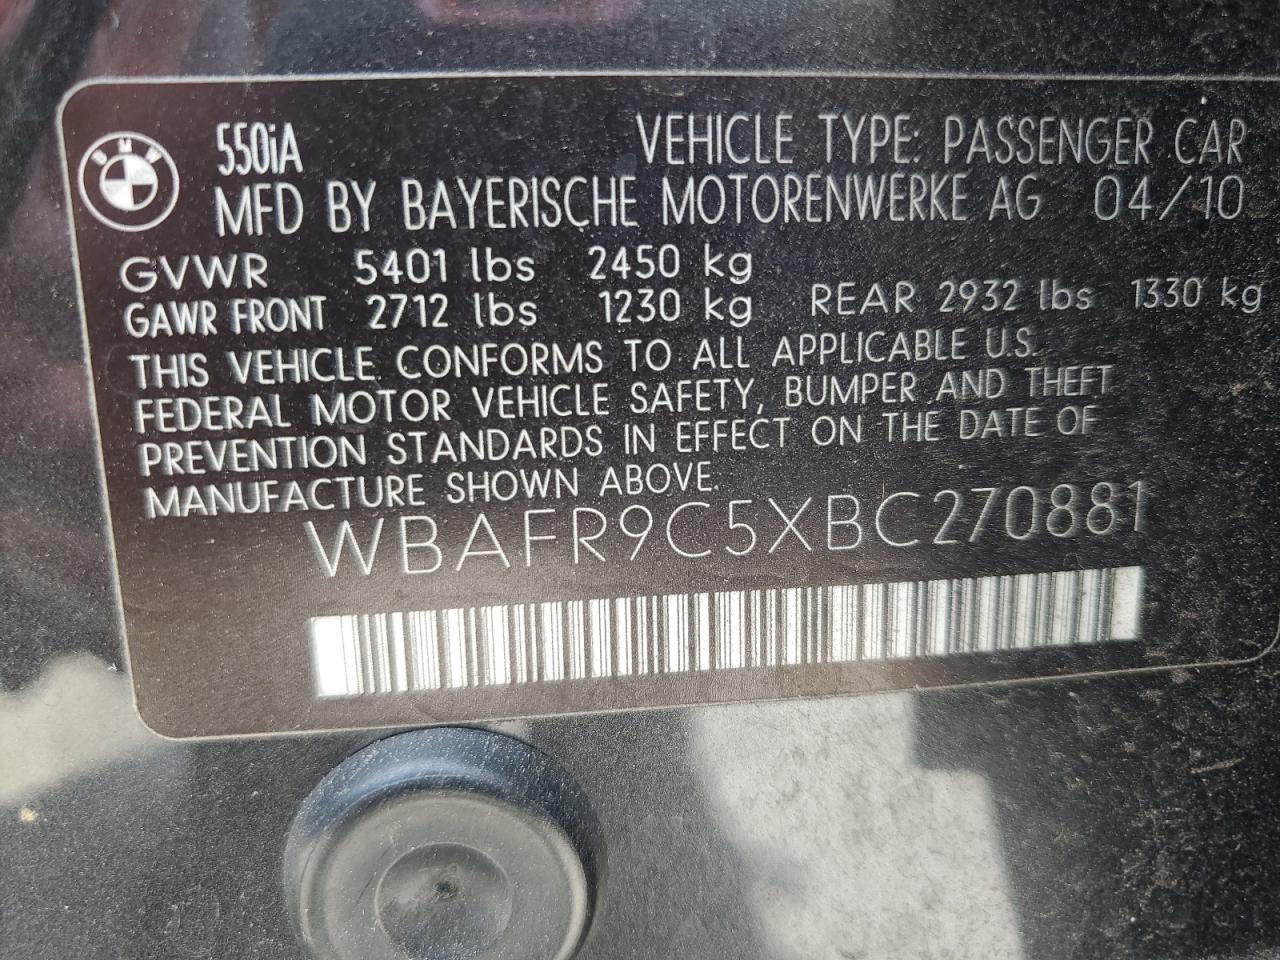 BMW
550iA
VEHICLE TYPE: PASSENGER CAR
MFD BY BAYERISCHE MOTORENWERKE AG 04/10
GVWR 5401 lbs 2450 kg
GAWR FRONT 2712 lbs 1230 kg REAR 2932 lbs 1330 kg
THIS VEHICLE CONFORMS TO ALL APPLICABLE U.S.
FEDERAL MOTOR VEHICLE SAFETY, BUMPER AND THEFT
PREVENTION STANDARDS IN EFFECT ON THE DATE OF
MANUFACTURE SHOWN ABOVE.
WBAFR9C5XBC270881